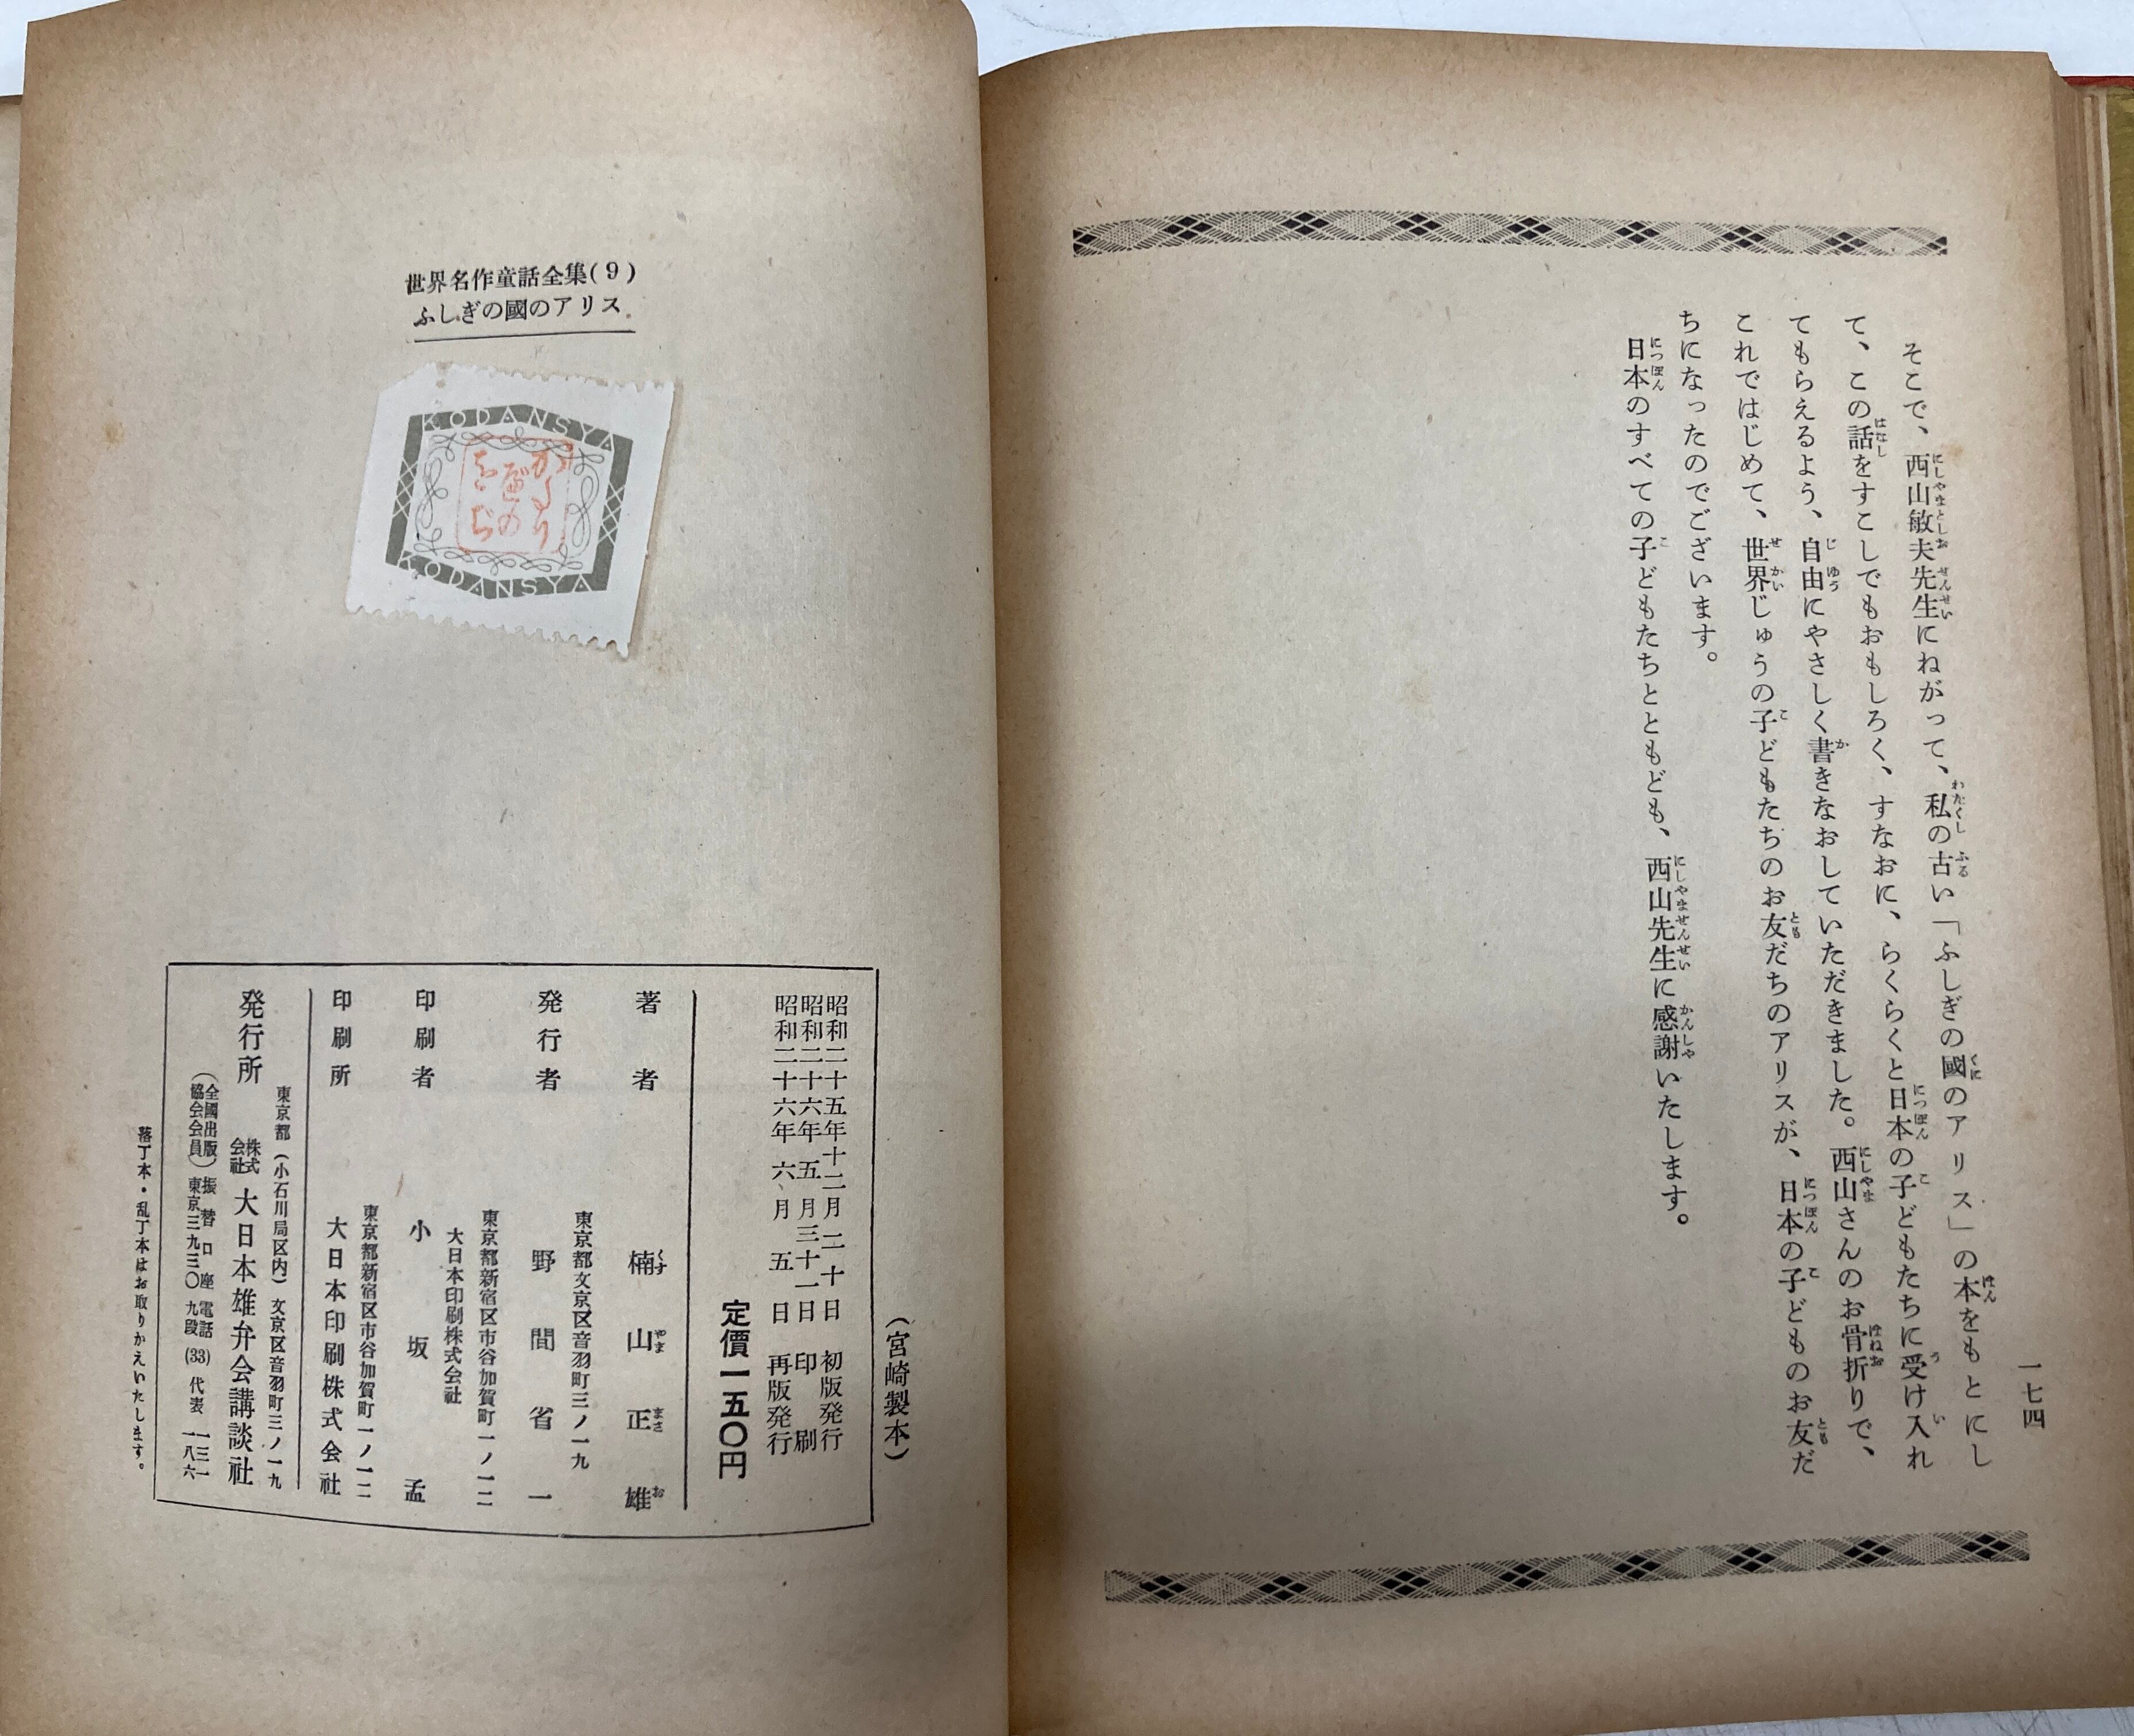 一七四
そこで、西山敏夫先生にねがって、私の古い「ふしぎの國のアリス」の本をもとにし
て、この話をすこしでもおもしろく、すなおに、らくらくと日本の子どもたちに受け入れ
てもらえるよう、自由にやさしく書きなおしていただきました。西山さんのお骨折りで、
これではじめて、世界じゅうの子どもたちのお友だちのアリスが、日本の子どものお友だ
ちになったのでございます。
日本のすべての子どもたちとともども、西山先生に感謝いたします。
世界名作童話全集(9)
ふしぎの國のアリス
KODANSYA
KODANSYA
(宮崎製本)
昭和二十五年十二月二十日 初版発行
昭和二十六年五月三十一日 印刷
昭和二十六年六月五日 再版発行
定價一五〇円
著者 楠山正雄
東京都文京区音羽町三ノ一九
発行者 野間省一
東京都新宿区市谷加賀町一ノ一二
大日本印刷株式会社
印刷者 小坂孟
東京都新宿区市谷加賀町一ノ一二
印刷所 大日本印刷株式会社
東京都(小石川局区内)文京区音羽町三ノ一九
発行所 株式会社 大日本雄弁会講談社
(全國出版協会会員) 振替口座東京三九三〇 電話九段(33)代表 一三一 一八六
落丁本・乱丁本はお取りかえいたします。